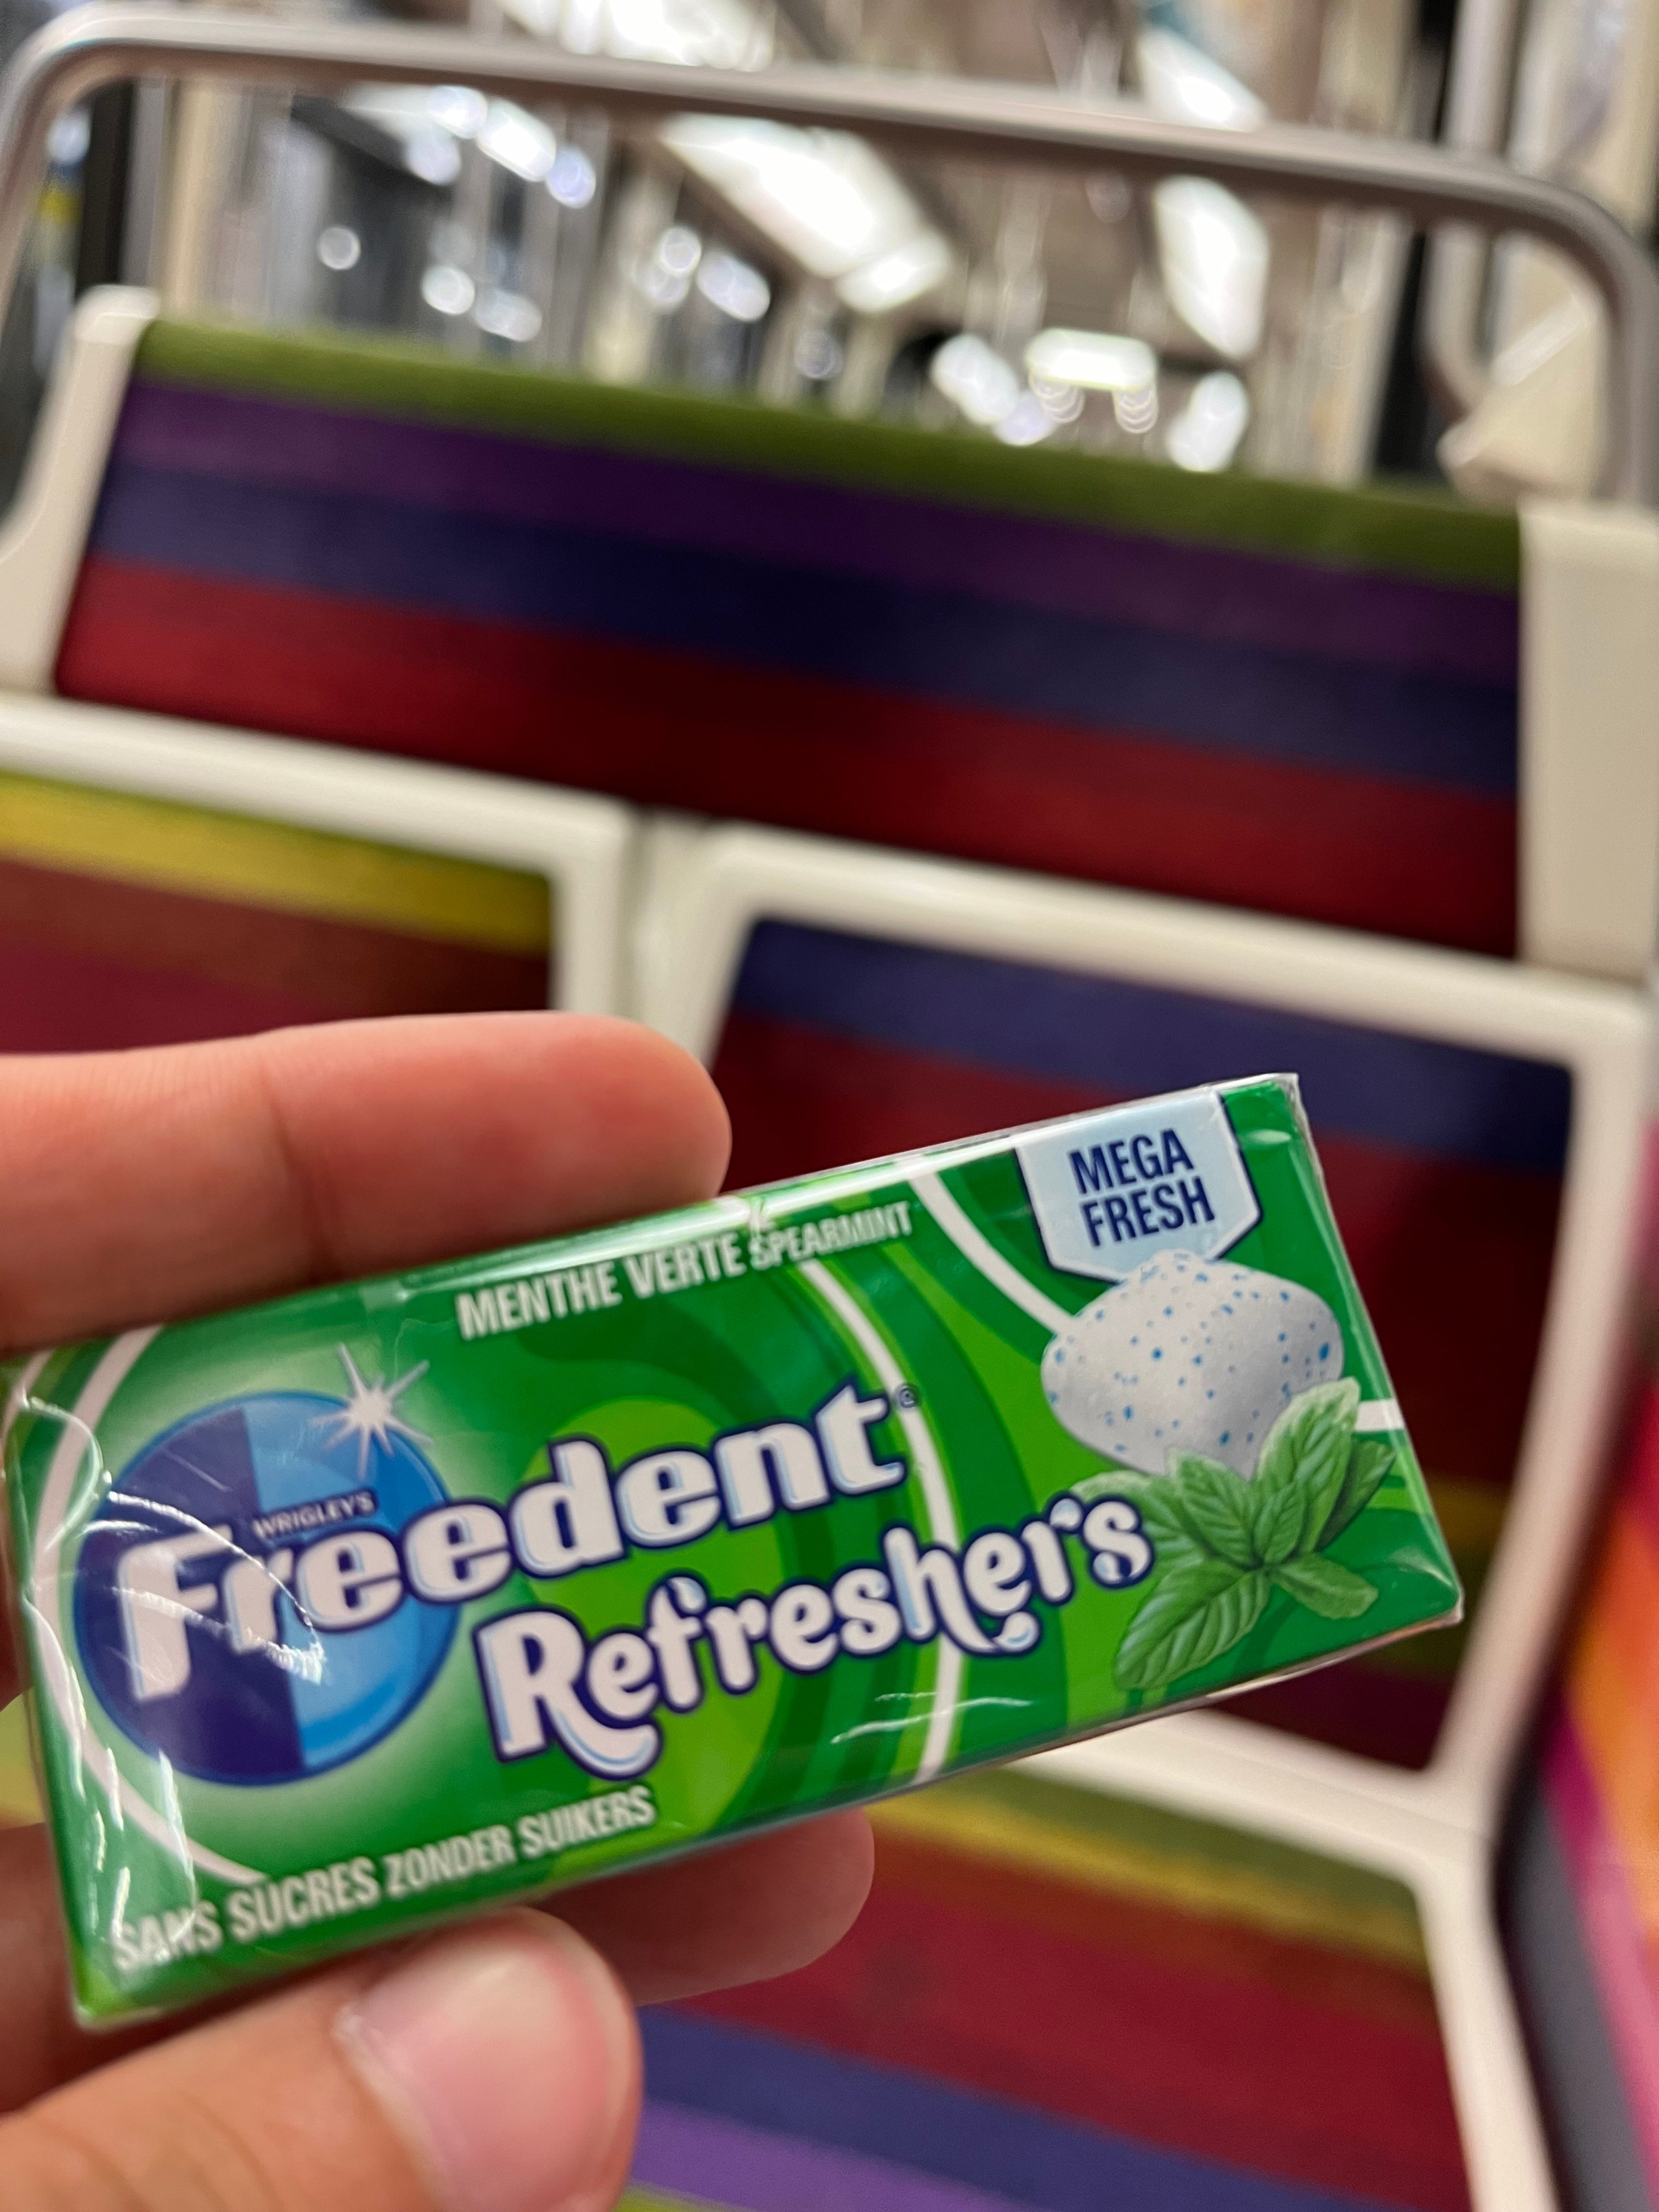 MEGA
FRESH
MENTHE VERTE SPEARMINT
WRIGLEY'S
Freedent®
Refreshers
SANS SUCRES ZONDER SUIKERS